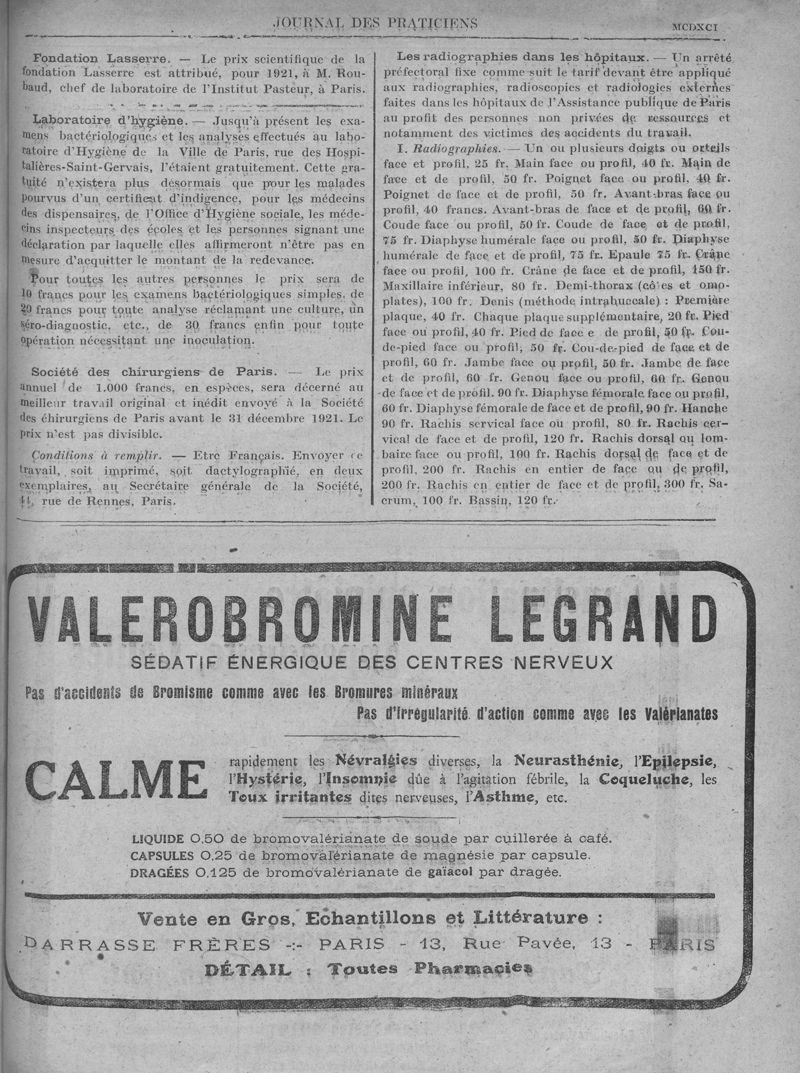 JOURNAL DES PRATICIENS
MCDXCI
Fondation Lasserre. — Le prix scientifique de la
fondation Lasserre est attribué, pour 1921, à M. Rou-
baud, chef de laboratoire de l'Institut Pasteur, à Paris.
Laboratoire d'hygiène. — Jusqu'à présent les exa-
mens bactériologiques et les analyses effectués au labo-
ratoire d'Hygiène de la Ville de Paris, rue des Hospi-
talières-Saint-Gervais, l'étaient gratuitement. Cette gra-
tuité n'existera plus désormais que pour les malades
pourvus d'un certificat d'indigence, pour les médecins
des dispensaires, de l'Office d'Hygiène sociale, les méde-
cins inspecteurs des écoles et les personnes signant une
déclaration par laquelle elles affirmeront n'être pas en
mesure d'acquitter le montant de la redevance.
Pour toutes les autres personnes le prix sera de
10 francs pour les examens bactériologiques simples, de
20 francs pour toute analyse réclamant une culture, un
séro-diagnostic, etc., de 30 francs enfin pour toute
opération nécessitant une inoculation.
Société des chirurgiens de Paris. — Le prix
annuel de 1.000 francs, en espèces, sera décerné au
meilleur travail original et inédit envoyé à la Société
des chirurgiens de Paris avant le 31 décembre 1921. Le
prix n'est pas divisible.
Conditions à remplir. — Etre Français. Envoyer ce
travail, soit imprimé, soit dactylographié, en deux
exemplaires, au Secrétaire générale de la Société,
44, rue de Rennes, Paris.
Les radiographies dans les hôpitaux. — Un arrêté
préfectoral fixe comme suit le tarif devant être appliqué
aux radiographies, radioscopies et radiologies externes
faites dans les hôpitaux de l'Assistance publique de Paris
au profit des personnes non privées de ressources et
notamment des victimes des accidents du travail.
I. Radiographies. — Un ou plusieurs doigts ou orteils
face et profil, 25 fr. Main face ou profil, 40 fr. Main de
face et de profil, 50 fr. Poignet face ou profil, 40 fr.
Poignet de face et de profil, 50 fr. Avant-bras face ou
profil, 40 francs. Avant-bras de face et de profil, 60 fr.
Coude face ou profil, 50 fr. Coude de face et de profil,
75 fr. Diaphyse humérale face ou profil, 50 fr. Diaphyse
humérale de face et de profil, 75 fr. Epaule 75 fr. Crâne
face ou profil, 100 fr. Crâne de face et de profil, 150 fr.
Maxillaire inférieur, 80 fr. Demi-thorax (côtes et omo-
plates), 100 fr. Denis (méthode intrabuccale) : Première
plaque, 40 fr. Chaque plaque supplémentaire, 20 fr. Pied
face ou profil, 40 fr. Pied de face e de profil, 50 fr. Cou-
de-pied face ou profil, 50 fr. Cou-de-pied de face et de
profil, 60 fr. Jambe face ou profil, 50 fr. Jambe de face
et de profil, 60 fr. Genou face ou profil, 60 fr. Genou
de face et de profil. 90 fr. Diaphyse fémorale face ou profil,
60 fr. Diaphyse fémorale de face et de profil, 90 fr. Hanche
90 fr. Rachis servical face ou profil, 80 fr. Rachis cer-
vical de face et de profil, 120 fr. Rachis dorsal ou lom-
baire face ou profil, 100 fr. Rachis dorsal de face et de
profil, 200 fr. Rachis en entier de face ou de profil,
200 fr. Rachis en entier de face et de profil, 300 fr. Sa-
crum, 100 fr. Bassin, 120 fr.
VALEROBROMINE LEGRAND
SÉDATIF ÉNERGIQUE DES CENTRES NERVEUX
Pas d'accidents de Bromisme comme avec les Bromures minéraux
Pas d'Irrégularité d'action comme avec les Valérianates
CALME
rapidement les Névralgies diverses, la Neurasthénie, l'Epilepsie,
l'Hystérie, l'Insomnie dûe à l'agitation fébrile, la Coqueluche, les
Toux irritantes dites nerveuses, l'Asthme, etc.
LIQUIDE 0,50 de bromovalérianate de soude par cuillerée à café.
CAPSULES 0,25 de bromovalérianate de magnésie par capsule.
DRAGÉES 0,125 de bromovalérianate de gaïacol par dragée.
Vente en Gros, Echantillons et Littérature :
DARRASSE FRÈRES -:- PARIS - 13, Rue Pavée, 13 - PARIS
DÉTAIL : Toutes Pharmacies